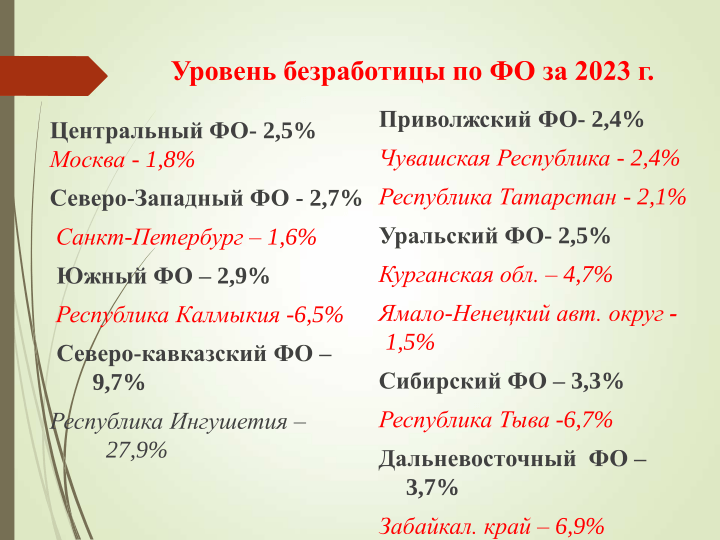 Уровень безработицы по ФО за 2023 г.
Центральный ФО- 2,5%
Москва - 1,8%
Северо-Западный ФО - 2,7%
Санкт-Петербург – 1,6%
Южный ФО – 2,9%
Республика Калмыкия -6,5%
Северо-кавказский ФО –
9,7%
Республика Ингушетия –
27,9%
Приволжский ФО- 2,4%
Чувашская Республика - 2,4%
Республика Татарстан - 2,1%
Уральский ФО- 2,5%
Курганская обл. – 4,7%
Ямало-Ненецкий авт. округ -
1,5%
Сибирский ФО – 3,3%
Республика Тыва -6,7%
Дальневосточный ФО –
3,7%
Забайкал. край – 6,9%